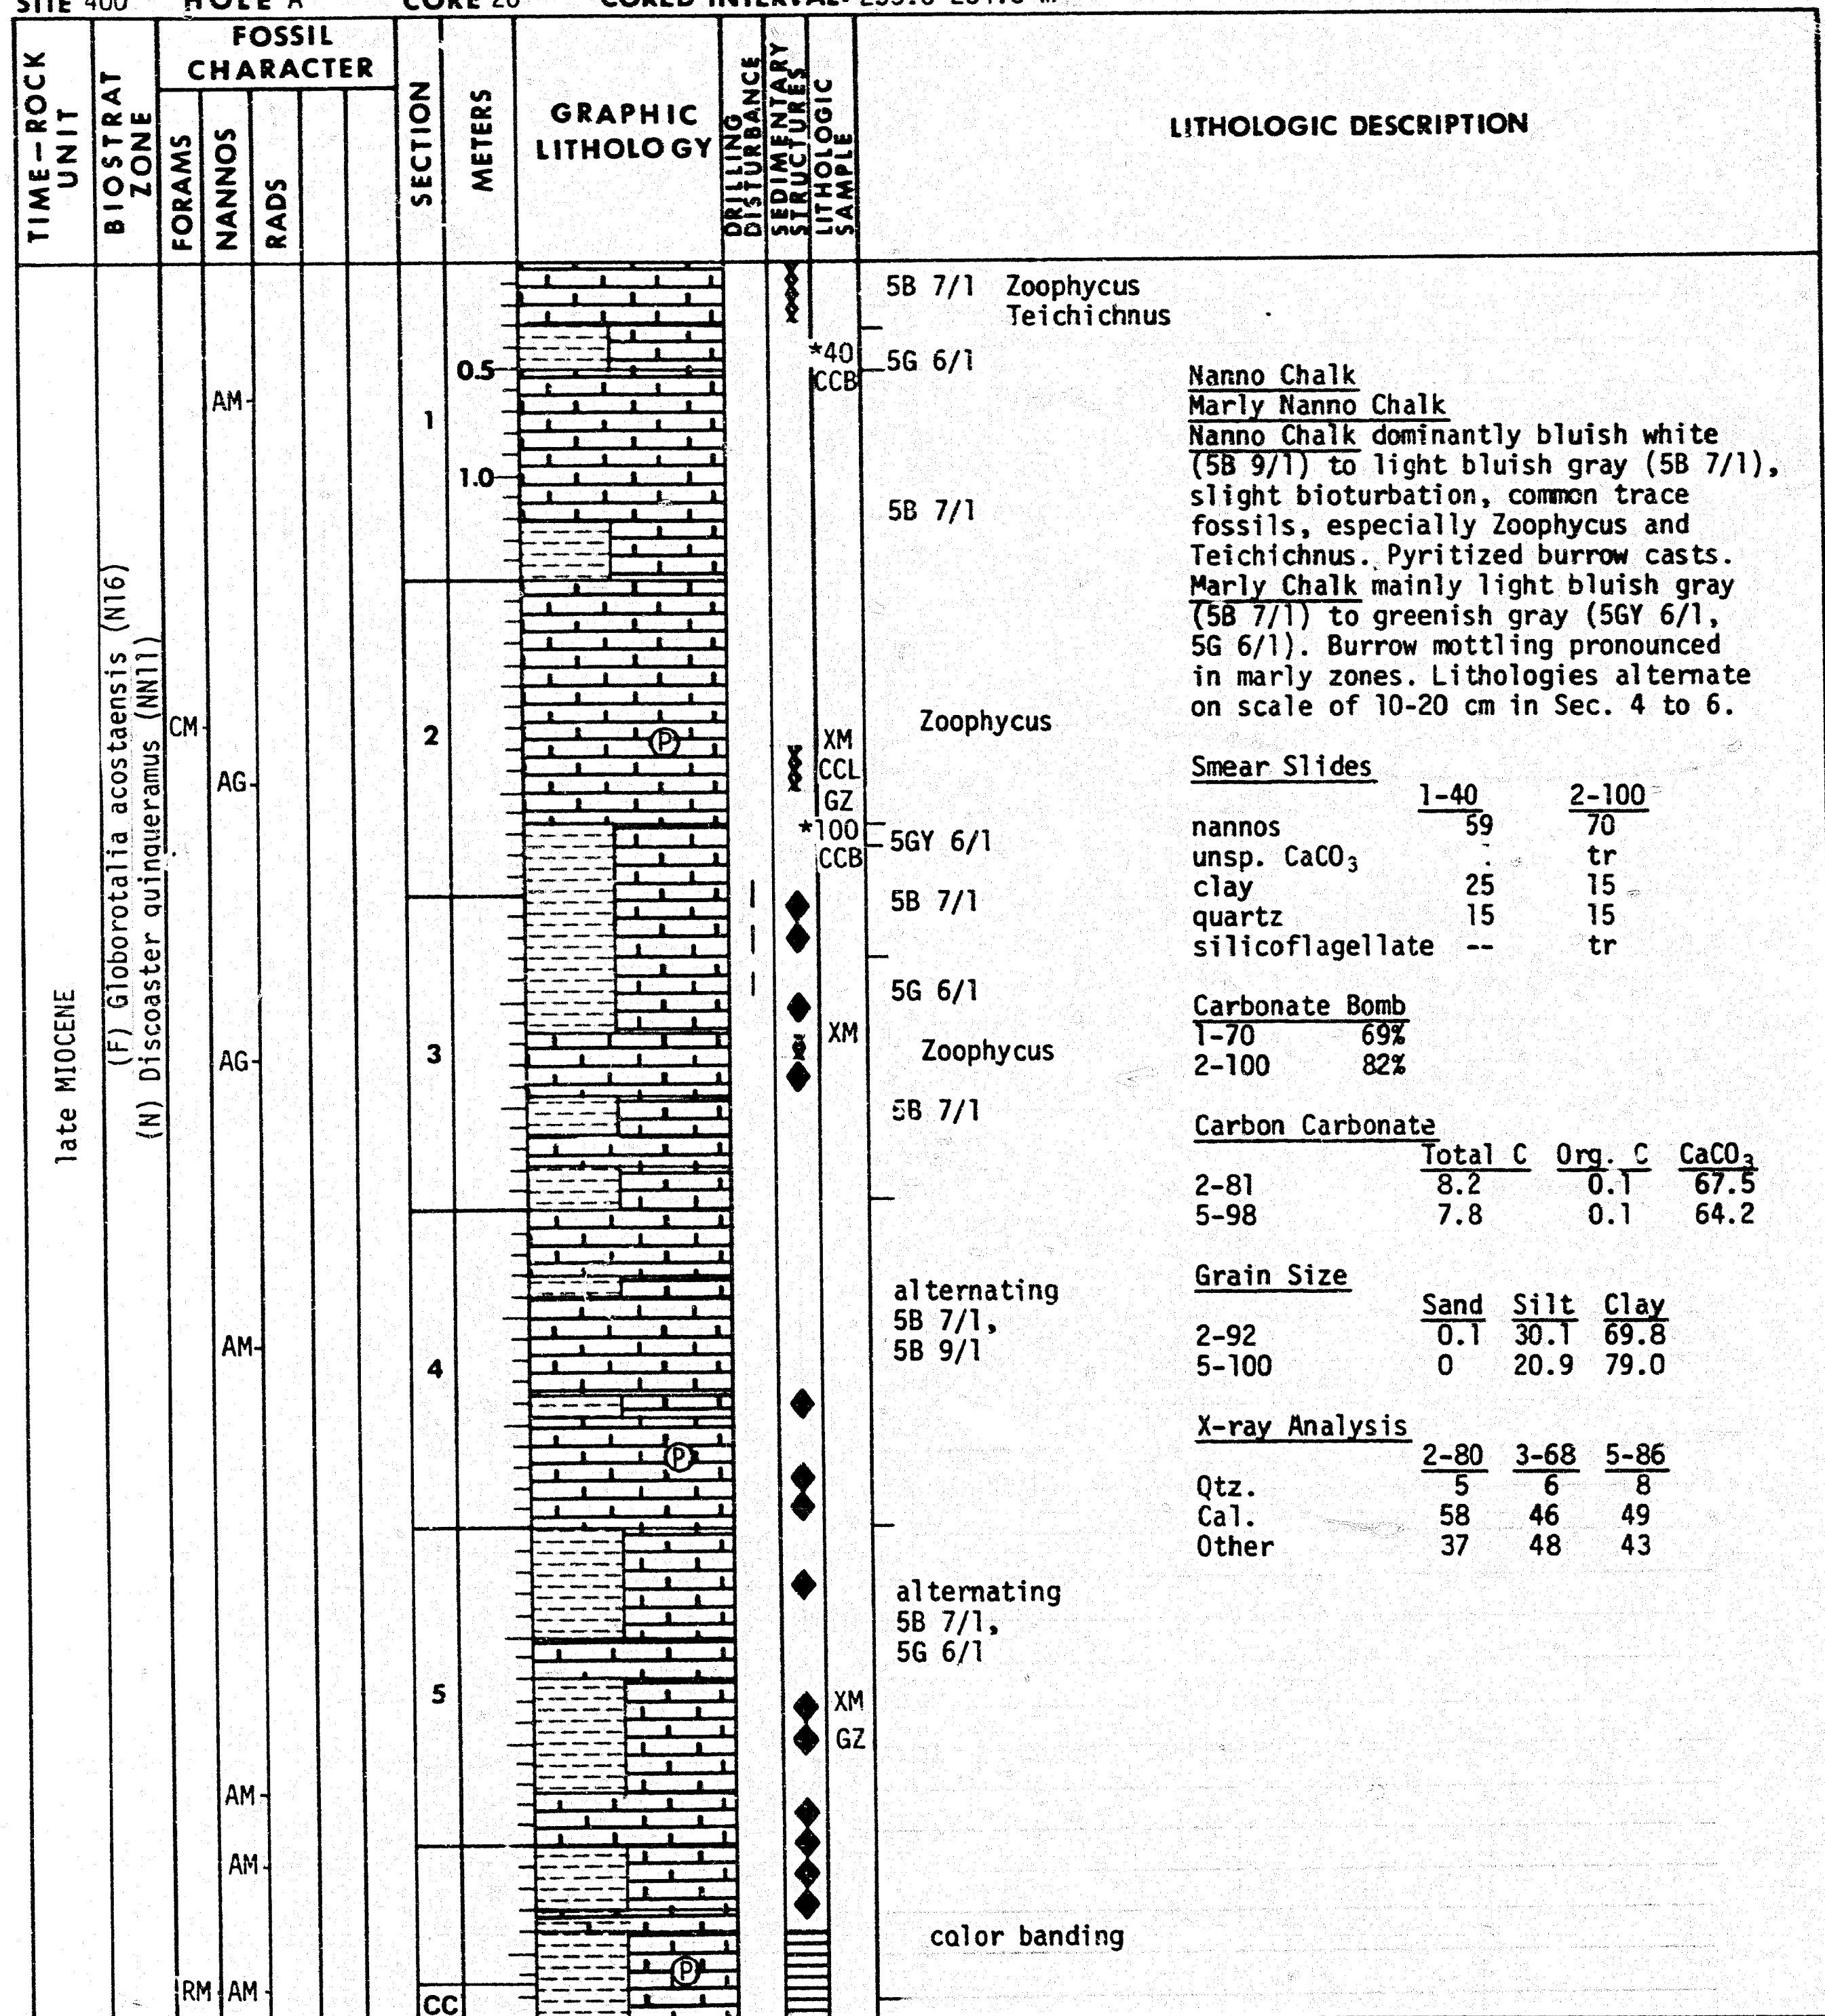 SITE 400 HOLE A CORE 20 CORED INTERVAL
TIME-ROCK UNIT
BIOSTRAT ZONE
FOSSIL CHARACTER
FORAMS
NANNOS
RADS
SECTION
METERS
GRAPHIC LITHOLOGY
DRILLING DISTURBANCE
SEDIMENTARY STRUCTURES
LITHOLOGIC SAMPLE
LITHOLOGIC DESCRIPTION
late MIOCENE
(F) Globorotalia acostaensis (N16)
(N) Discoaster quinqueramus (NN11)
CM
RM
AM
AG
AG
AM
AM
AM
AM
1
2
3
4
5
CC
0.5
1.0
P
P
P
*40
CCB
XM
CCL
GZ
*100
CCB
XM
XM
GZ
5B 7/1 Zoophycus
Teichichnus
5G 6/1
5B 7/1
Zoophycus
5GY 6/1
5B 7/1
5G 6/1
Zoophycus
5B 7/1
alternating
5B 7/1,
5B 9/1
alternating
5B 7/1,
5G 6/1
color banding
Nanno Chalk
Marly Nanno Chalk
Nanno Chalk dominantly bluish white
(5B 9/1) to light bluish gray (5B 7/1),
slight bioturbation, common trace
fossils, especially Zoophycus and
Teichichnus. Pyritized burrow casts.
Marly Chalk mainly light bluish gray
(5B 7/1) to greenish gray (5GY 6/1,
5G 6/1). Burrow mottling pronounced
in marly zones. Lithologies alternate
on scale of 10-20 cm in Sec. 4 to 6.
Smear Slides
1-40 2-100
nannos 59 70
unsp. CaCO3 . tr
clay 25 15
quartz 15 15
silicoflagellate -- tr
Carbonate Bomb
1-70 69%
2-100 82%
Carbon Carbonate
Total C Org. C CaCO3
2-81 8.2 0.1 67.5
5-98 7.8 0.1 64.2
Grain Size
Sand Silt Clay
2-92 0.1 30.1 69.8
5-100 0 20.9 79.0
X-ray Analysis
2-80 3-68 5-86
Qtz. 5 6 8
Cal. 58 46 49
Other 37 48 43